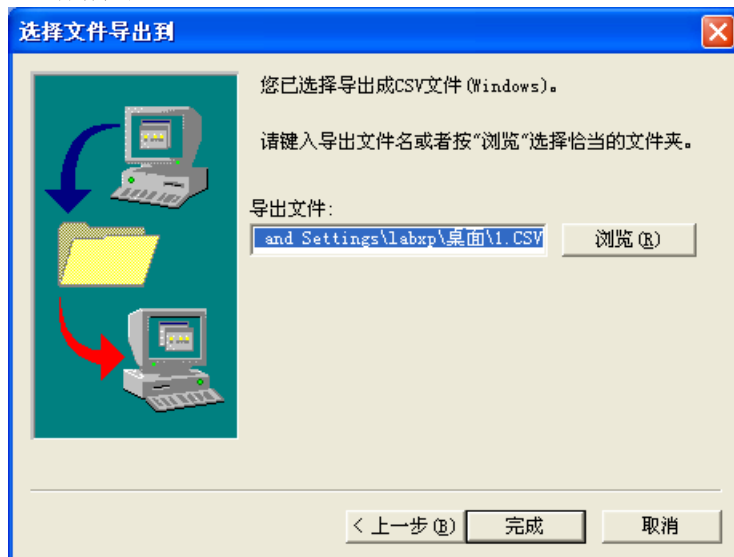 选择文件导出到
您已选择导出成CSV文件(Windows)。
请键入导出文件名或者按“浏览“选择恰当的文件夹。
导出文件:
and Settings\labxp\桌面\1.CSV
浏览(R)
< 上一步(B)
完成
取消